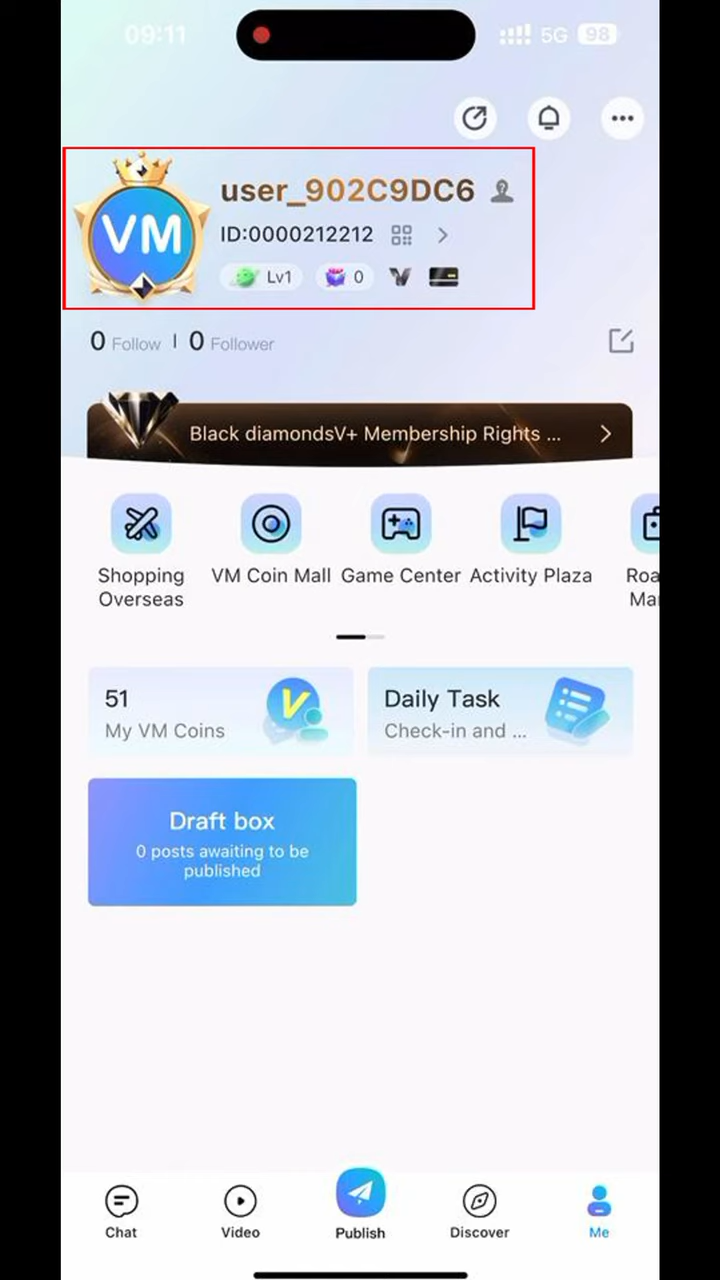 09:11 5G 98
VM
user_902C9DC6
ID:0000212212
Lv1 0
0 Follow 0 Follower
Black diamondsV+ Membership Rights ...
Shopping Overseas
VM Coin Mall
Game Center
Activity Plaza
Roa
Mar
51
My VM Coins
Daily Task
Check-in and ...
Draft box
0 posts awaiting to be
published
Chat Video Publish Discover Me